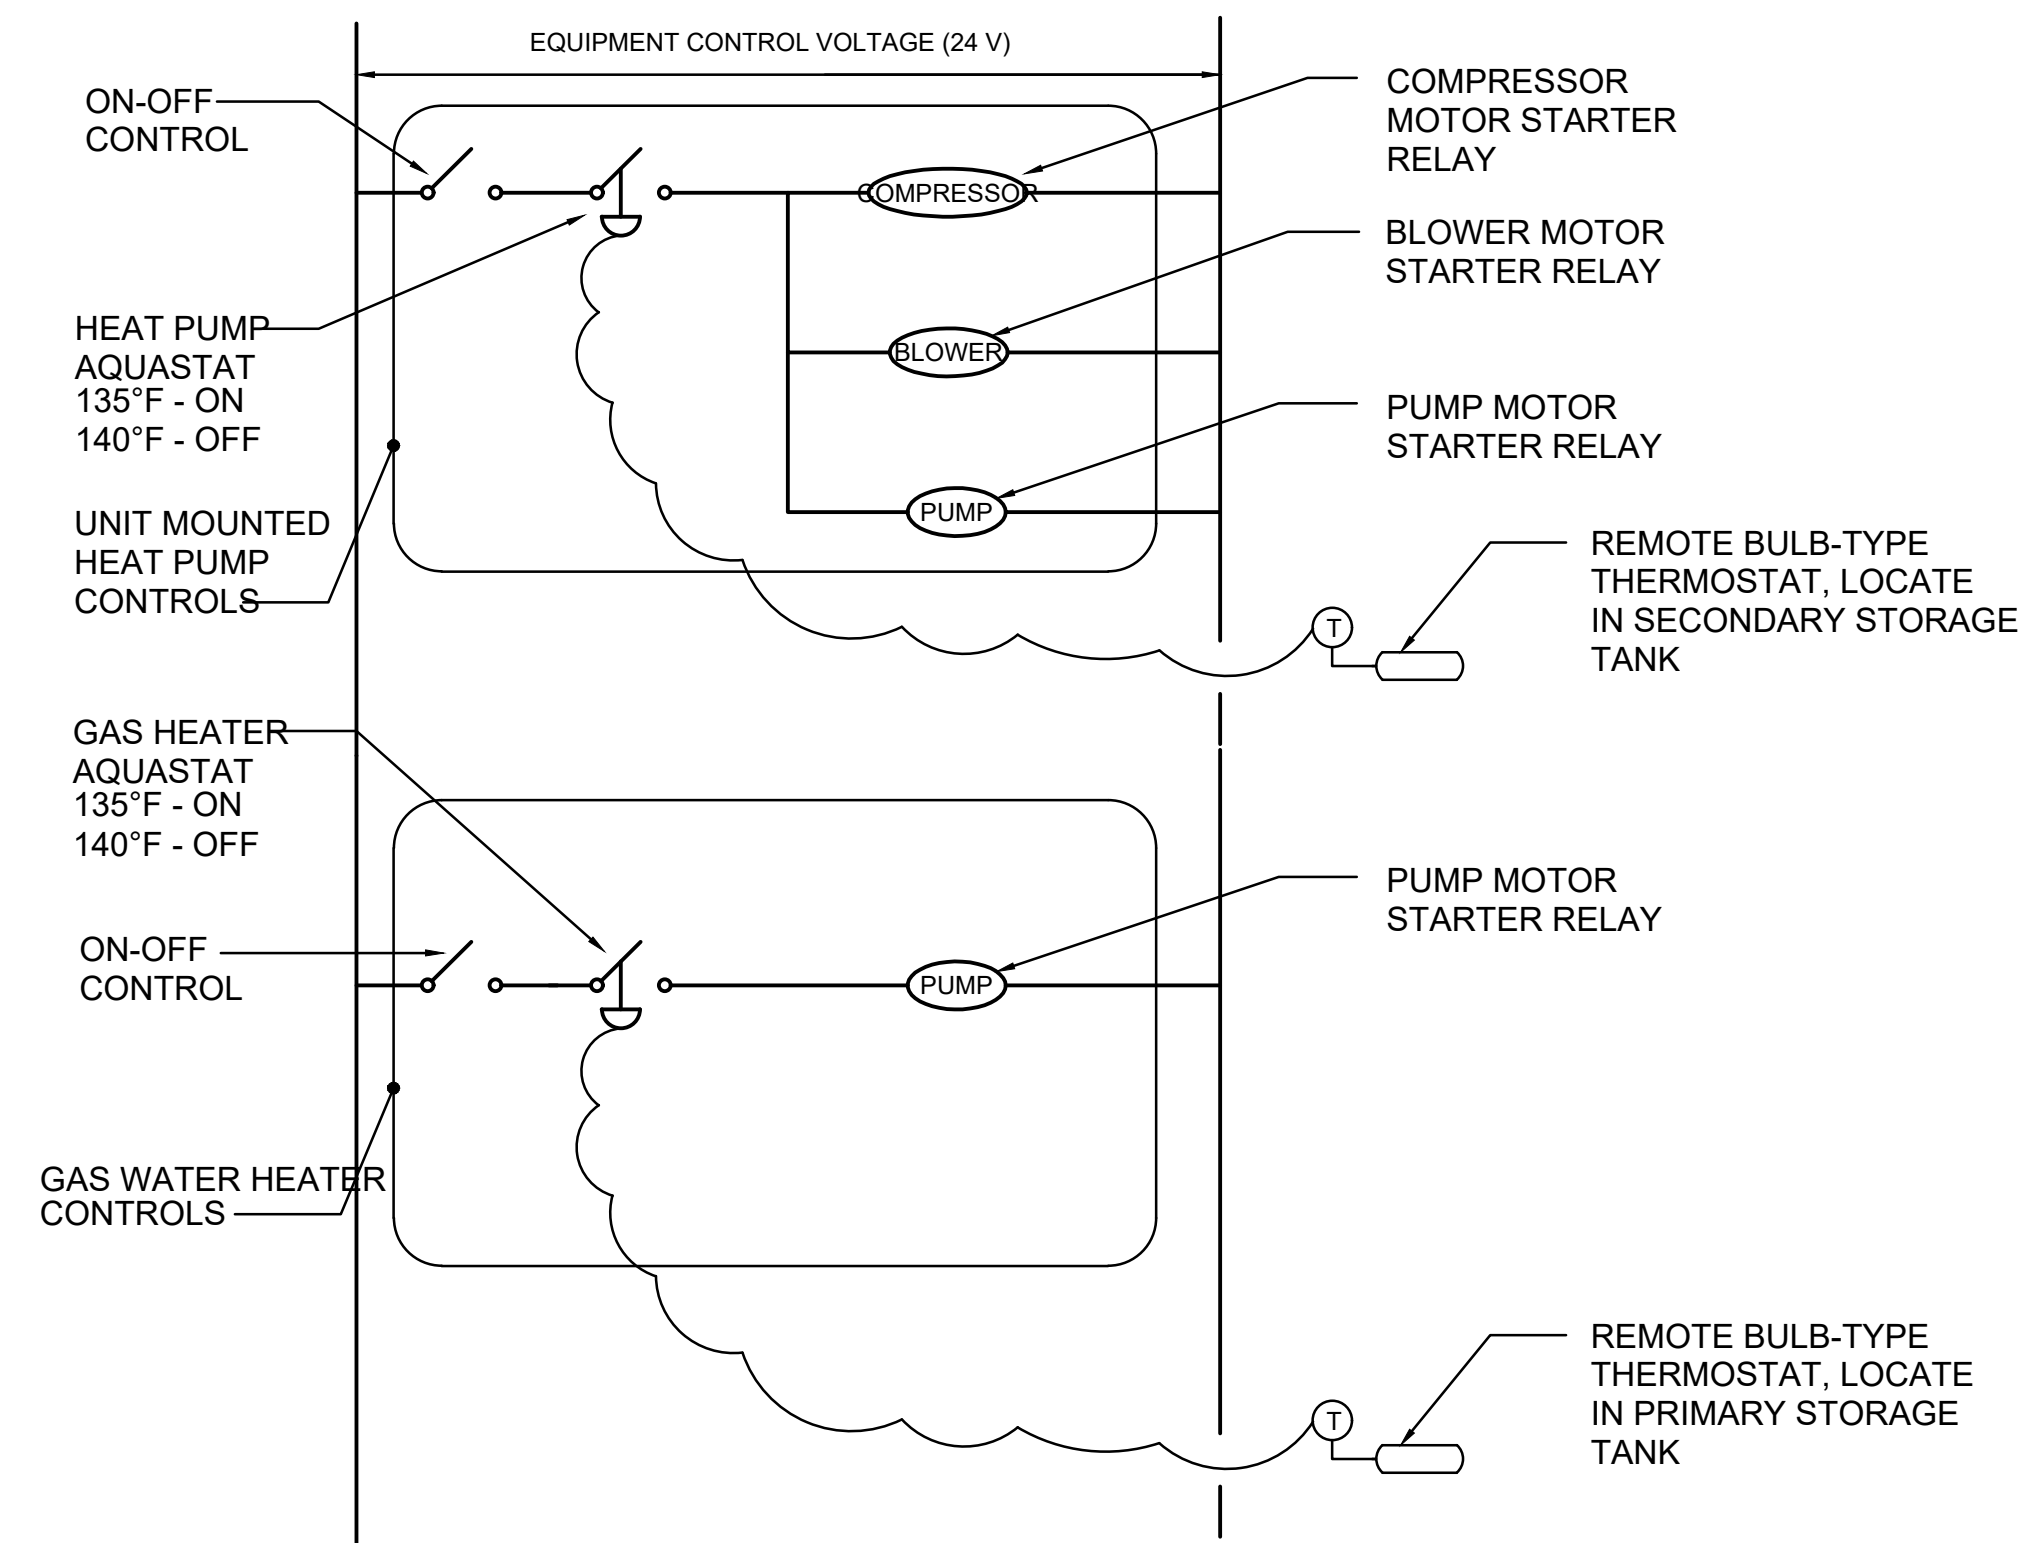 EQUIPMENT CONTROL VOLTAGE (24 V)
ON-OFF
CONTROL
COMPRESSOR
MOTOR STARTER
RELAY
COMPRESSOR
BLOWER MOTOR
STARTER RELAY
HEAT PUMP
AQUASTAT
135°F - ON
140°F - OFF
BLOWER
PUMP MOTOR
STARTER RELAY
PUMP
UNIT MOUNTED
HEAT PUMP
CONTROLS
REMOTE BULB-TYPE
THERMOSTAT, LOCATE
IN SECONDARY STORAGE
TANK
T
GAS HEATER
AQUASTAT
135°F - ON
140°F - OFF
PUMP MOTOR
STARTER RELAY
ON-OFF
CONTROL
PUMP
GAS WATER HEATER
CONTROLS
REMOTE BULB-TYPE
THERMOSTAT, LOCATE
IN PRIMARY STORAGE
TANK
T